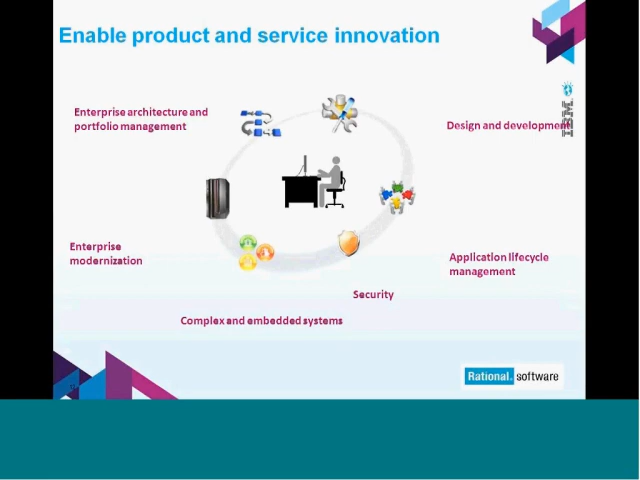 Enable product and service innovation
IBM
Enterprise architecture and
portfolio management
Design and development
Enterprise
modernization
Application lifecycle
management
Security
Complex and embedded systems
Rational. software